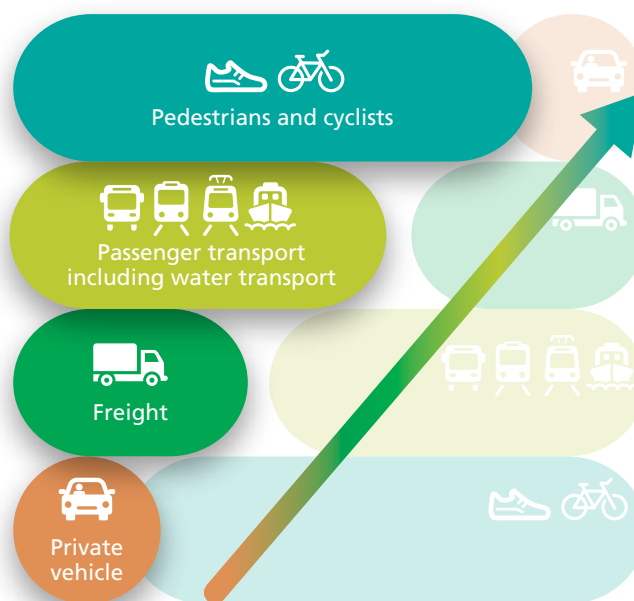 Pedestrians and cyclists
Passenger transport
including water transport
Freight
Private
vehicle